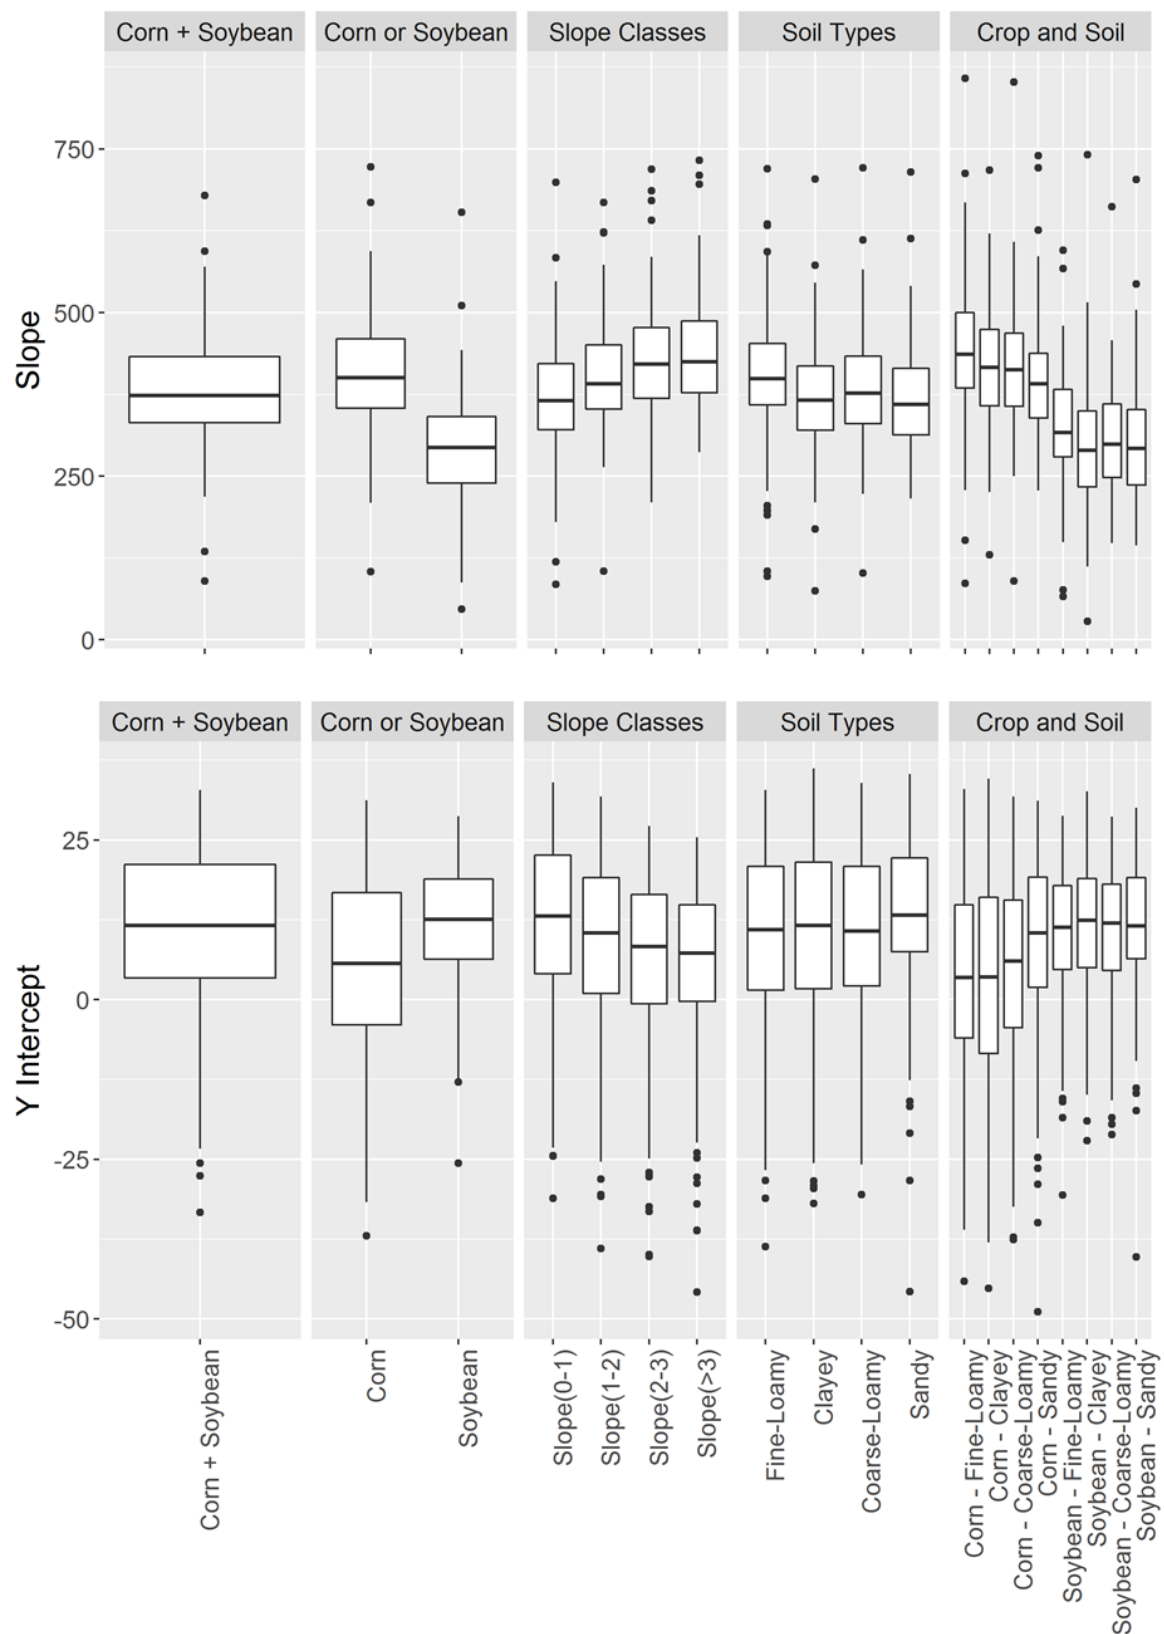 Corn + Soybean
Corn or Soybean
Slope Classes
Soil Types
Crop and Soil
Slope
750
500
250
0
Corn + Soybean
Corn or Soybean
Slope Classes
Soil Types
Crop and Soil
Y Intercept
25
0
-25
-50
Corn + Soybean
Corn
Soybean
Slope(0-1)
Slope(1-2)
Slope(2-3)
Slope(>3)
Fine-Loamy
Clayey
Coarse-Loamy
Sandy
Corn - Fine-Loamy
Corn - Clayey
Corn - Coarse-Loamy
Corn - Sandy
Soybean - Fine-Loamy
Soybean - Clayey
Soybean - Coarse-Loamy
Soybean - Sandy